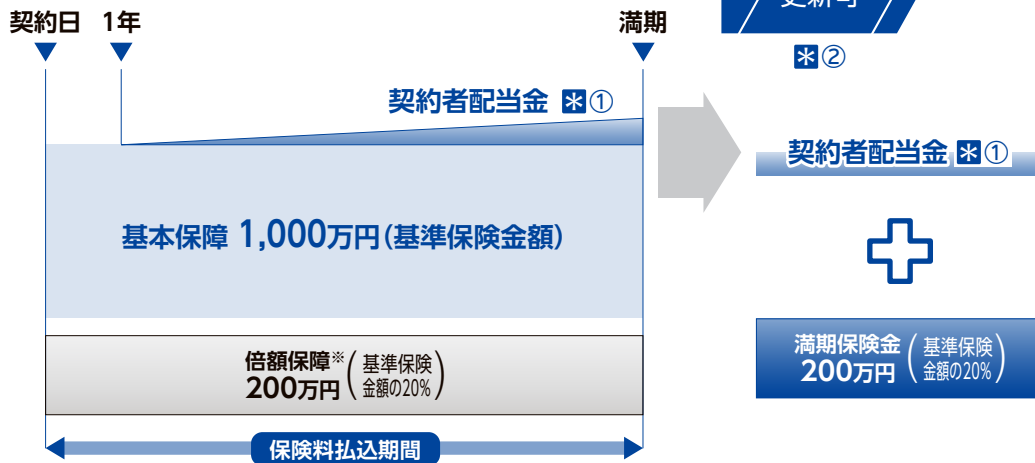 契約日 1年 満期
更新可
*②
契約者配当金 *①
契約者配当金 *①
基本保障 1,000万円(基準保険金額)
倍額保障※
200万円
(基準保険
金額の20%)
満期保険金
200万円
(基準保険
金額の20%)
保険料払込期間